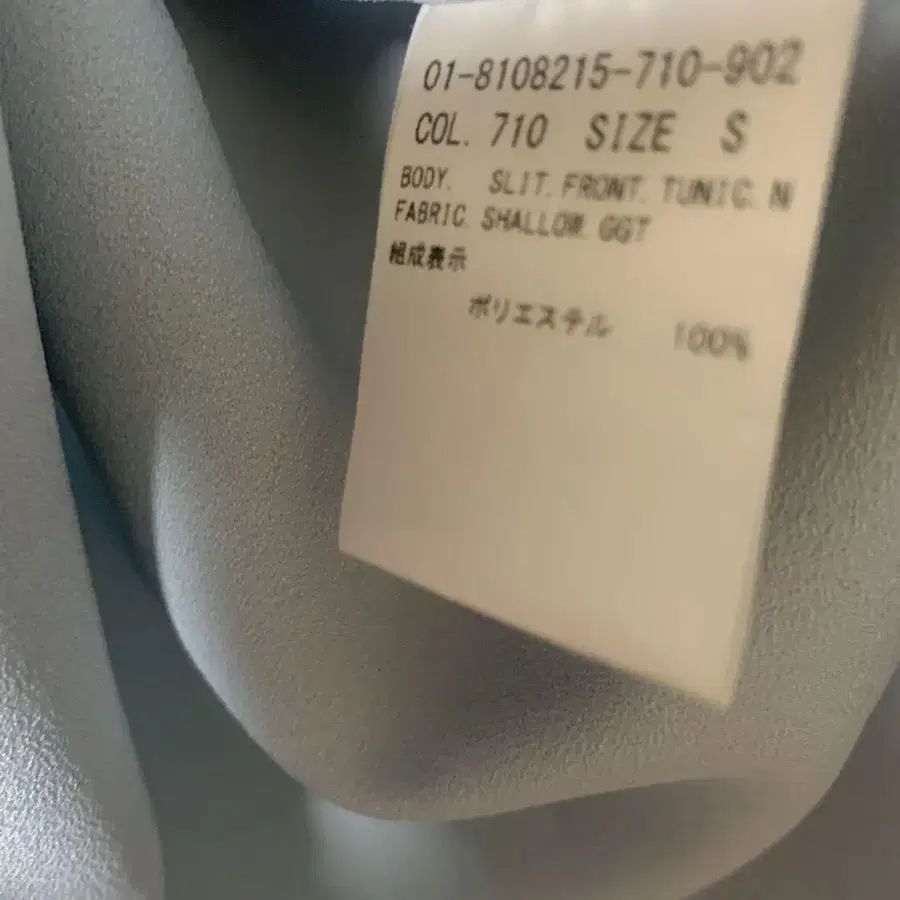 01-8108215-710-902
COL. 710 SIZE S
BODY. SLIT.FRONT.TUNIC.N
FABRIC.SHALLOW.GGT
組成表示
ポリエステル 100%